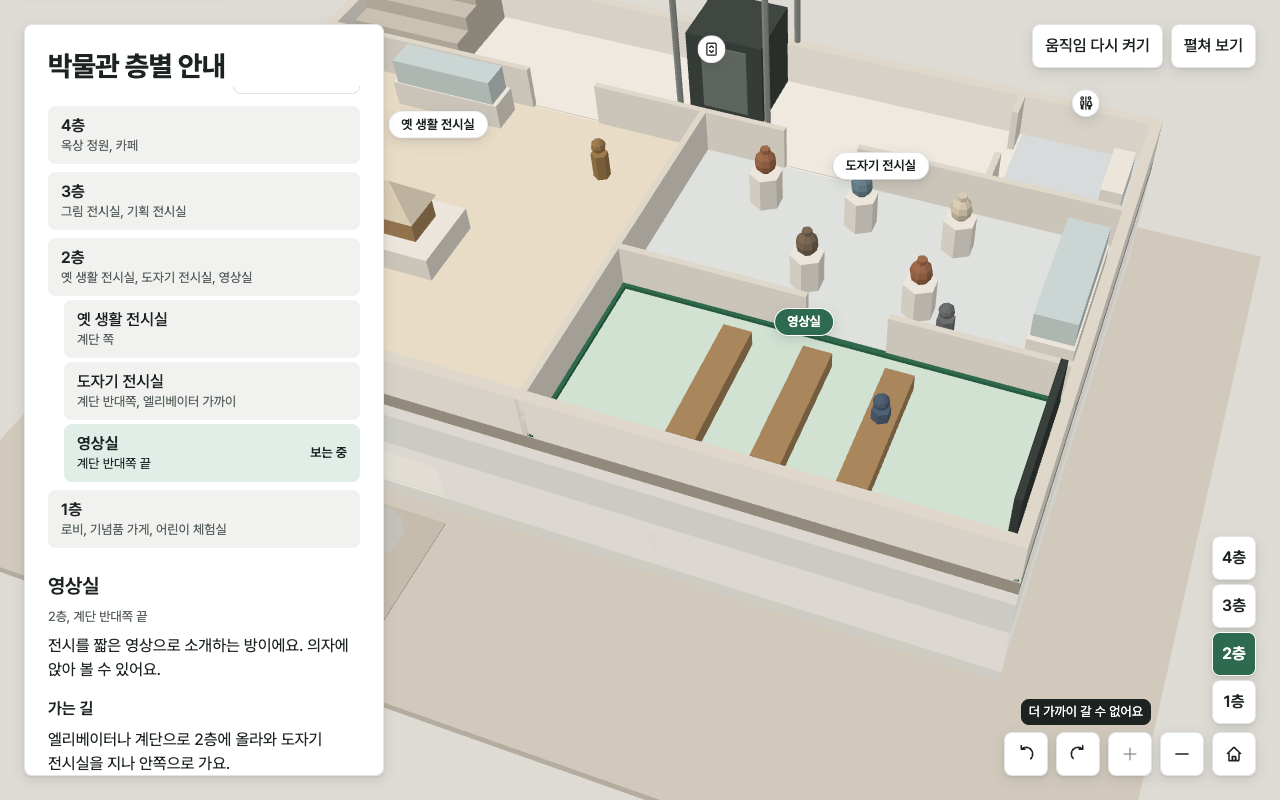 박물관 층별 안내
4층
옥상 정원, 카페
3층
그림 전시실, 기획 전시실
2층
옛 생활 전시실, 도자기 전시실, 영상실
옛 생활 전시실
계단 쪽
도자기 전시실
계단 반대쪽, 엘리베이터 가까이
영상실
계단 반대쪽 끝
보는 중
1층
로비, 기념품 가게, 어린이 체험실
영상실
2층, 계단 반대쪽 끝
전시를 짧은 영상으로 소개하는 방이에요. 의자에
앉아 볼 수 있어요.
가는 길
엘리베이터나 계단으로 2층에 올라와 도자기
전시실을 지나 안쪽으로 가요.
옛 생활 전시실
도자기 전시실
영상실
움직임 다시 켜기
펼쳐 보기
4층
3층
2층
1층
더 가까이 갈 수 없어요